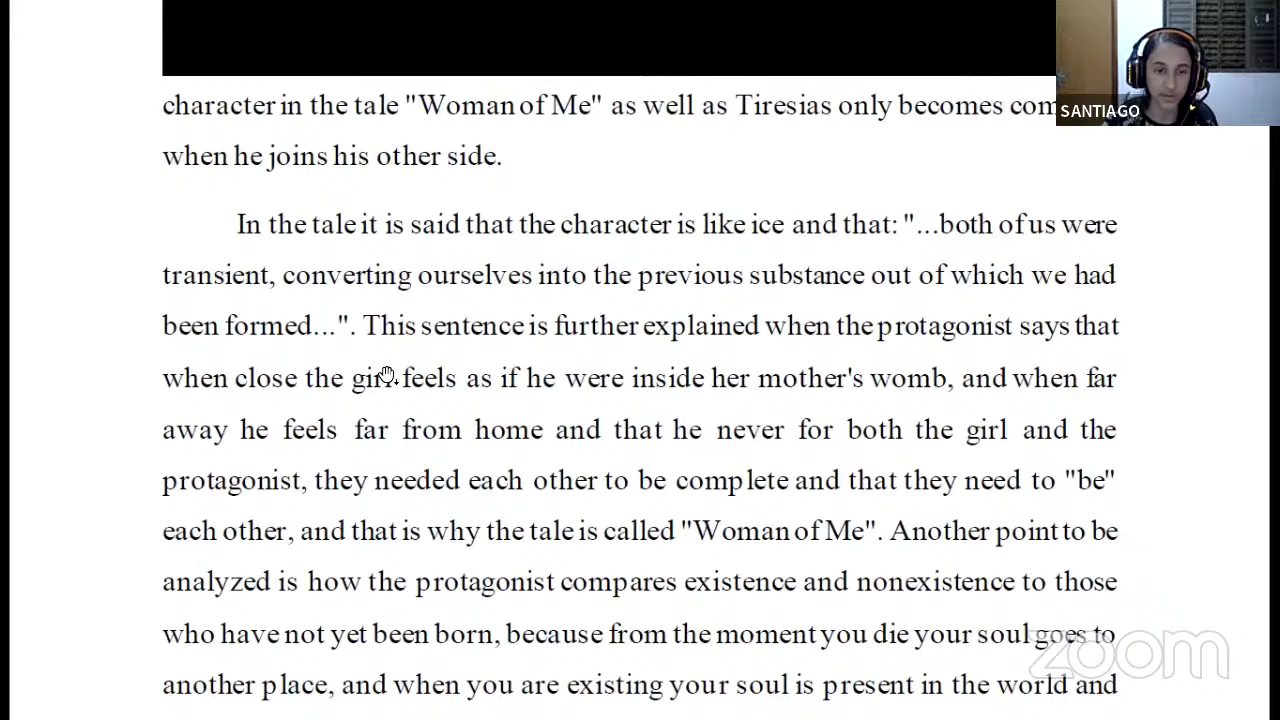 SANTIAGO
character in the tale "Woman of Me" as well as Tiresias only becomes
when he joins his other side.
In the tale it is said that the character is like ice and that: "...both of us were
transient, converting ourselves into the previous substance out of which we had
been formed...". This sentence is further explained when the protagonist says that
when close the girl feels as if he were inside her mother's womb, and when far
away he feels far from home and that he never for both the girl and the
protagonist, they needed each other to be complete and that they need to "be"
each other, and that is why the tale is called "Woman of Me". Another point to be
analyzed is how the protagonist compares existence and nonexistence to those
who have not yet been born, because from the moment you die your soul goes to
another place, and when you are existing your soul is present in the world and
zoom